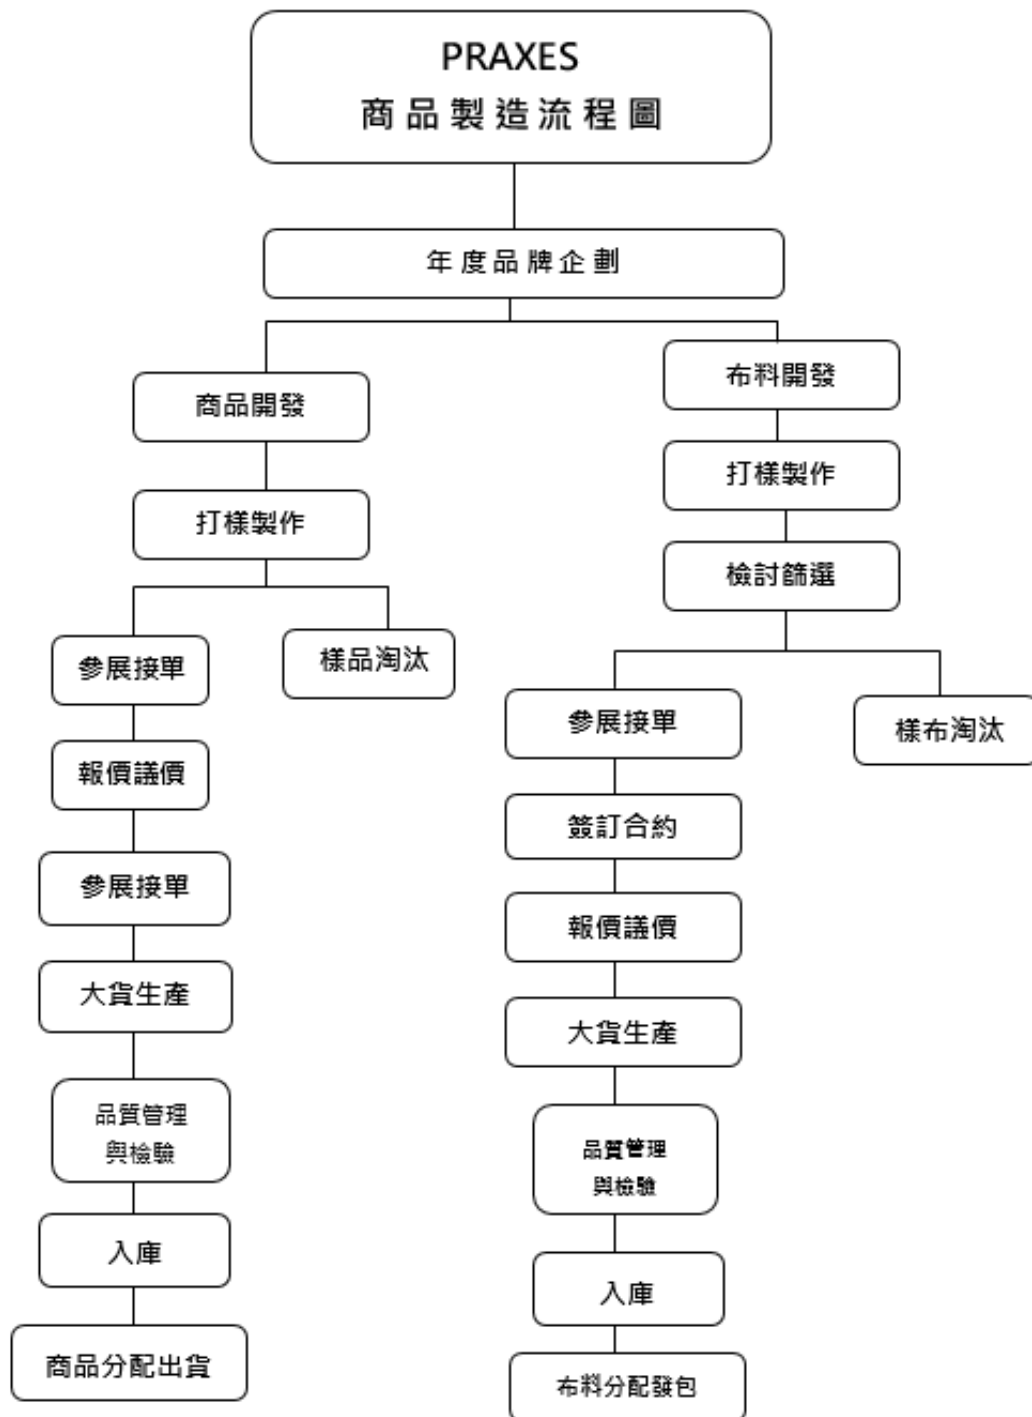 PRAXES
商品製造流程圖
年度品牌企劃
商品開發
打樣製作
參展接單
樣品淘汰
報價議價
參展接單
大貨生產
品質管理
與檢驗
入庫
商品分配出貨
布料開發
打樣製作
檢討篩選
參展接單
樣布淘汰
簽訂合約
報價議價
大貨生產
品質管理
與檢驗
入庫
布料分配發包